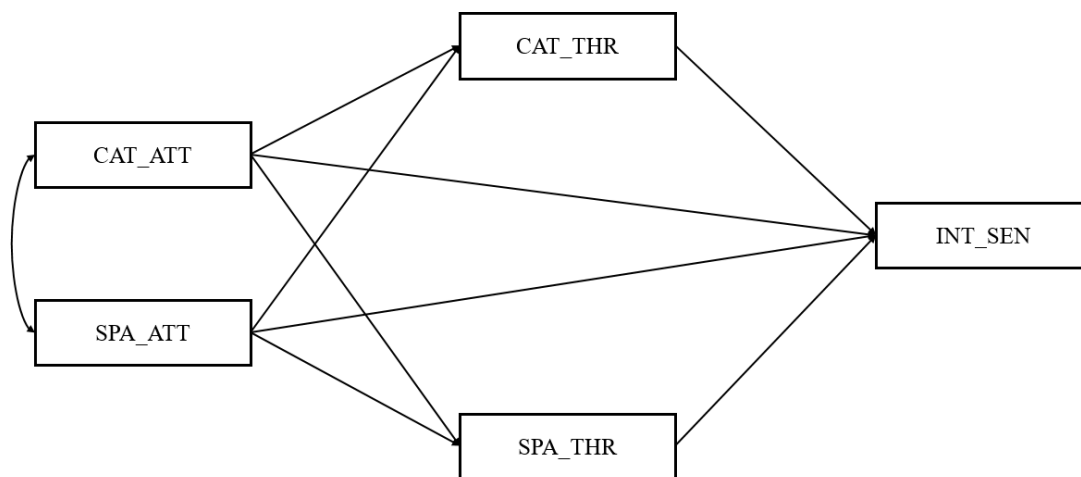 CAT_THR
CAT_ATT
INT_SEN
SPA_ATT
SPA_THR